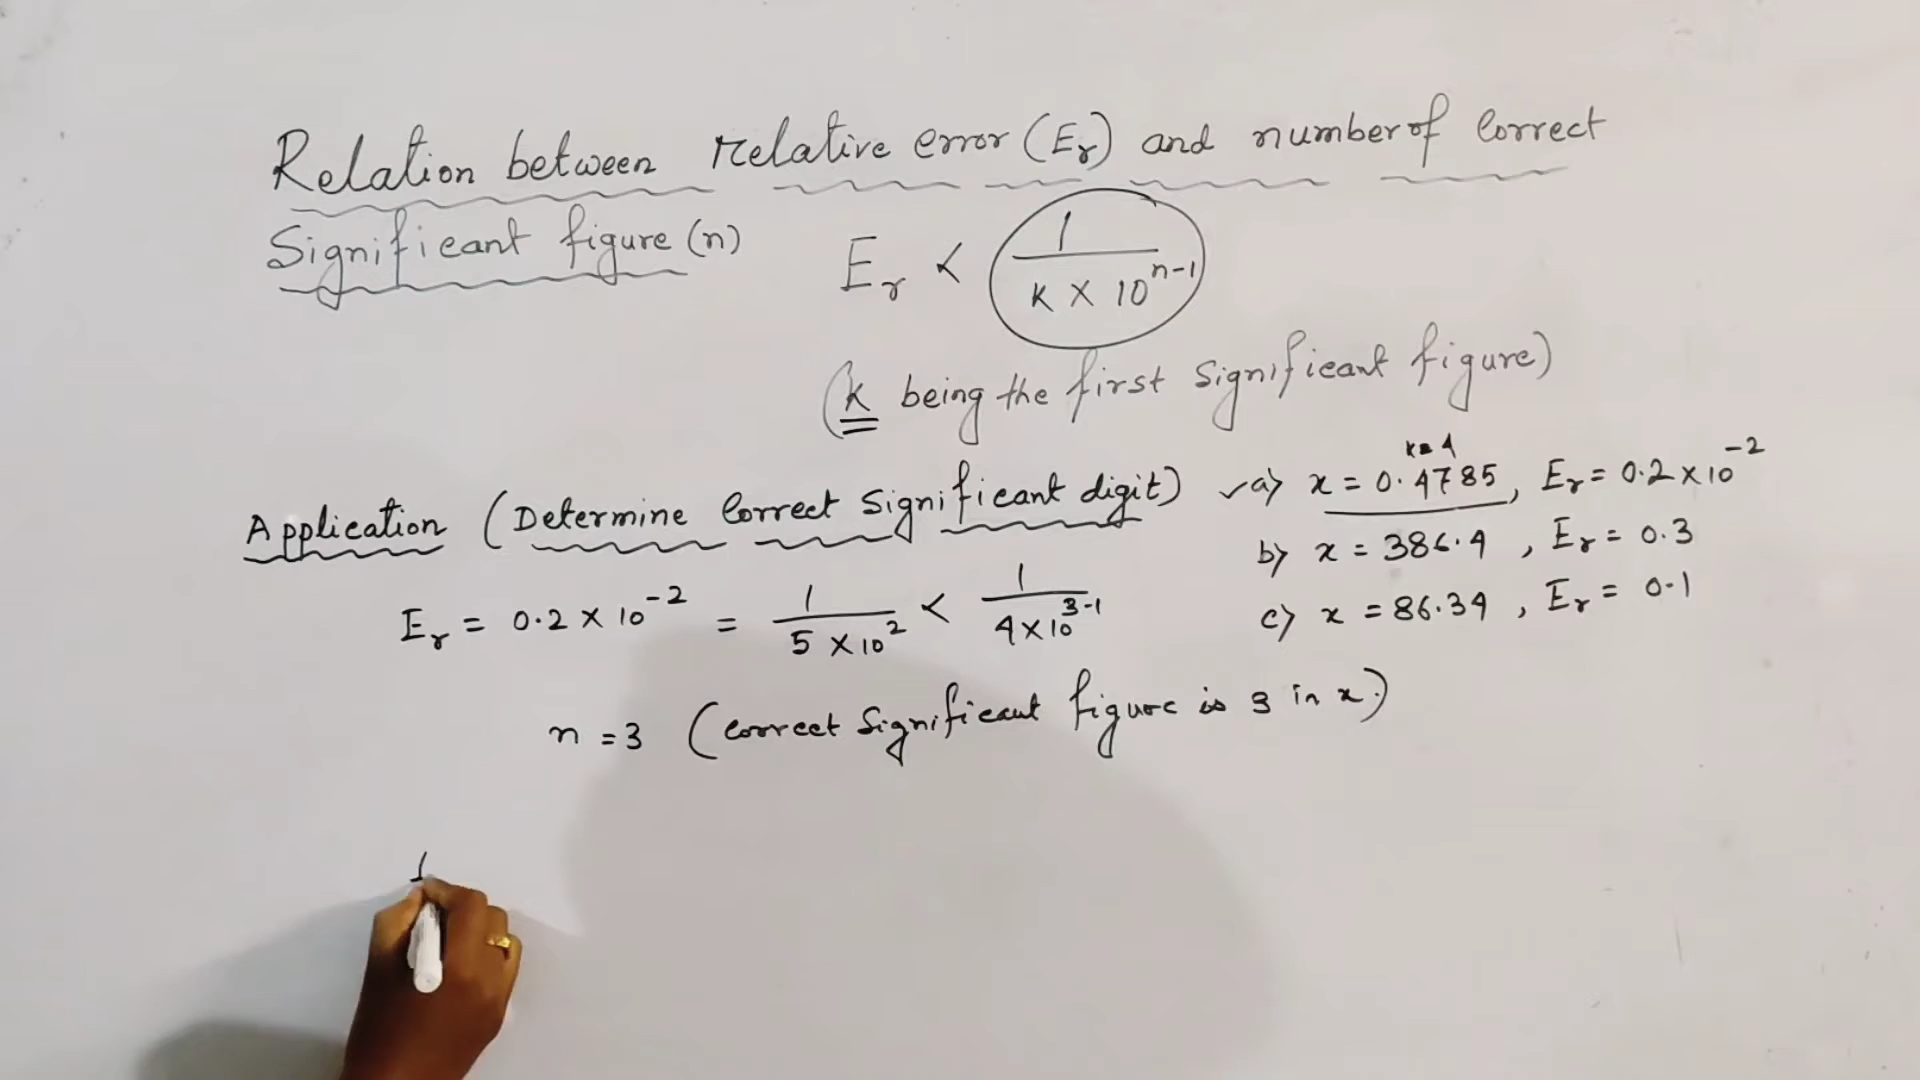 Relation between relative error (Er) and number of correct
Significant figure (n)
Er < 1 / (K × 10^(n-1))
(K being the first significant figure)
Application (Determine correct significant digit)
K = 4
a) x = 0.4785, Er = 0.2 × 10^-2
b) x = 386.4, Er = 0.3
c) x = 86.34, Er = 0.1
Er = 0.2 × 10^-2 = 1 / (5 × 10^2) < 1 / (4 × 10^(3-1))
n = 3 (correct significant figure is 3 in x.)